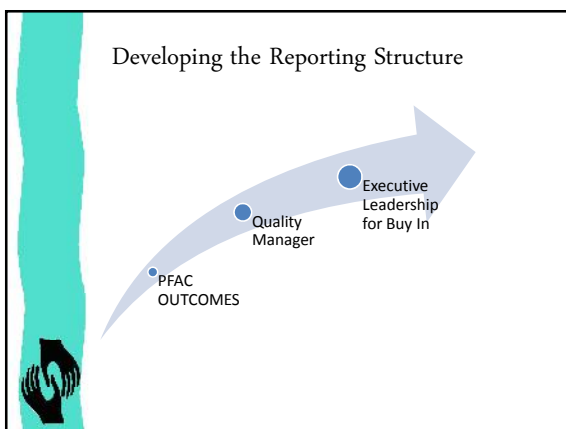 Developing the Reporting Structure
Executive
Leadership
for Buy In
Quality
Manager
PFAC
OUTCOMES